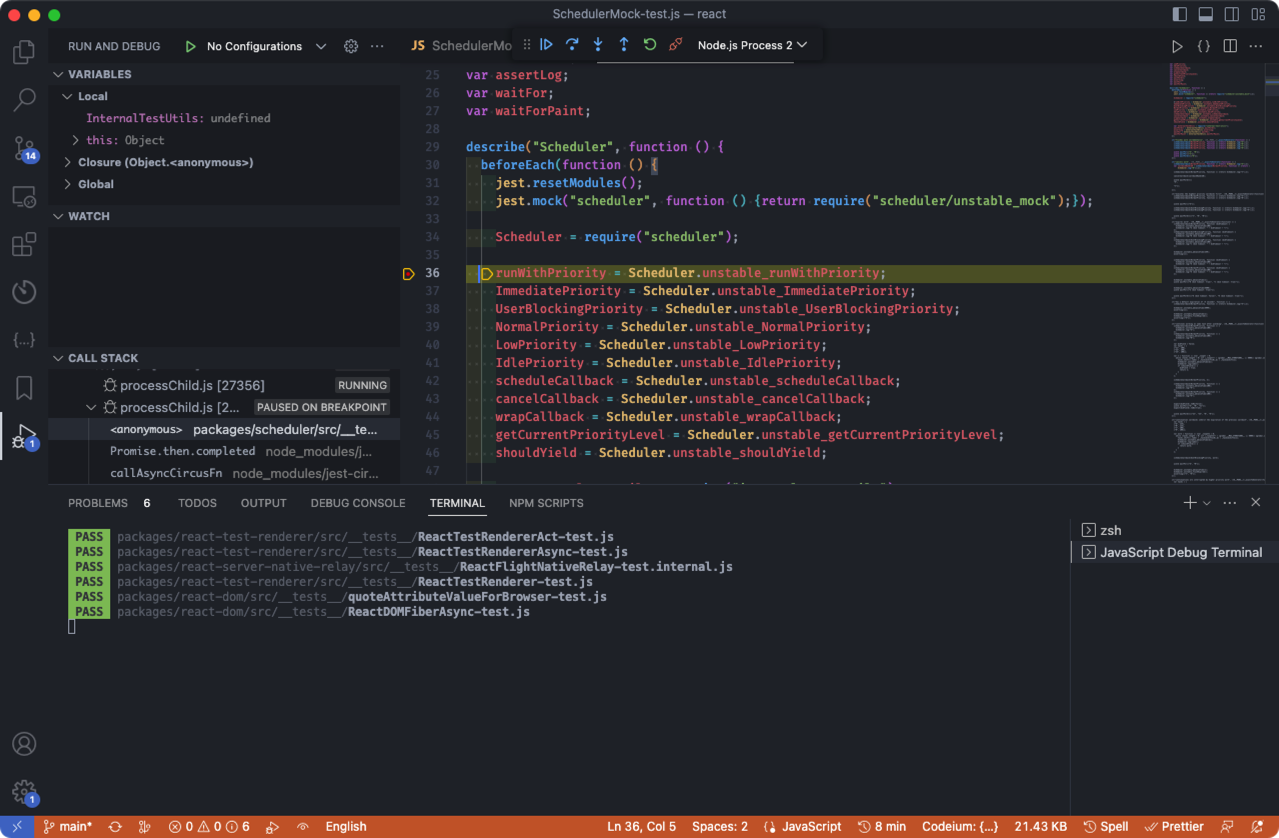 SchedulerMock-test.js — react
RUN AND DEBUG
No Configurations
JS SchedulerMo
Node.js Process 2
VARIABLES
Local
InternalTestUtils: undefined
this: Object
Closure (Object.<anonymous>)
Global
WATCH
CALL STACK
processChild.js [27356] RUNNING
processChild.js [2... PAUSED ON BREAKPOINT
<anonymous> packages/scheduler/src/__te...
Promise.then.completed node_modules/j...
callAsyncCircusFn node_modules/jest-cir...
14
1
1
25 var assertLog;
26 var waitFor;
27 var waitForPaint;
28
29 describe("Scheduler", function () {
30 beforeEach(function () {
31 jest.resetModules();
32 jest.mock("scheduler", function () {return require("scheduler/unstable_mock");});
33
34 Scheduler = require("scheduler");
35
36 runWithPriority = Scheduler.unstable_runWithPriority;
37 ImmediatePriority = Scheduler.unstable_ImmediatePriority;
38 UserBlockingPriority = Scheduler.unstable_UserBlockingPriority;
39 NormalPriority = Scheduler.unstable_NormalPriority;
40 LowPriority = Scheduler.unstable_LowPriority;
41 IdlePriority = Scheduler.unstable_IdlePriority;
42 scheduleCallback = Scheduler.unstable_scheduleCallback;
43 cancelCallback = Scheduler.unstable_cancelCallback;
44 wrapCallback = Scheduler.unstable_wrapCallback;
45 getCurrentPriorityLevel = Scheduler.unstable_getCurrentPriorityLevel;
46 shouldYield = Scheduler.unstable_shouldYield;
47
PROBLEMS 6 TODOS OUTPUT DEBUG CONSOLE TERMINAL NPM SCRIPTS
PASS packages/react-test-renderer/src/__tests__/ReactTestRendererAct-test.js
PASS packages/react-test-renderer/src/__tests__/ReactTestRendererAsync-test.js
PASS packages/react-server-native-relay/src/__tests__/ReactFlightNativeRelay-test.internal.js
PASS packages/react-test-renderer/src/__tests__/ReactTestRenderer-test.js
PASS packages/react-dom/src/__tests__/quoteAttributeValueForBrowser-test.js
PASS packages/react-dom/src/__tests__/ReactDOMFiberAsync-test.js
zsh
JavaScript Debug Terminal
main* 0 0 6 English Ln 36, Col 5 Spaces: 2 JavaScript 8 min Codeium: {...} 21.43 KB Spell Prettier